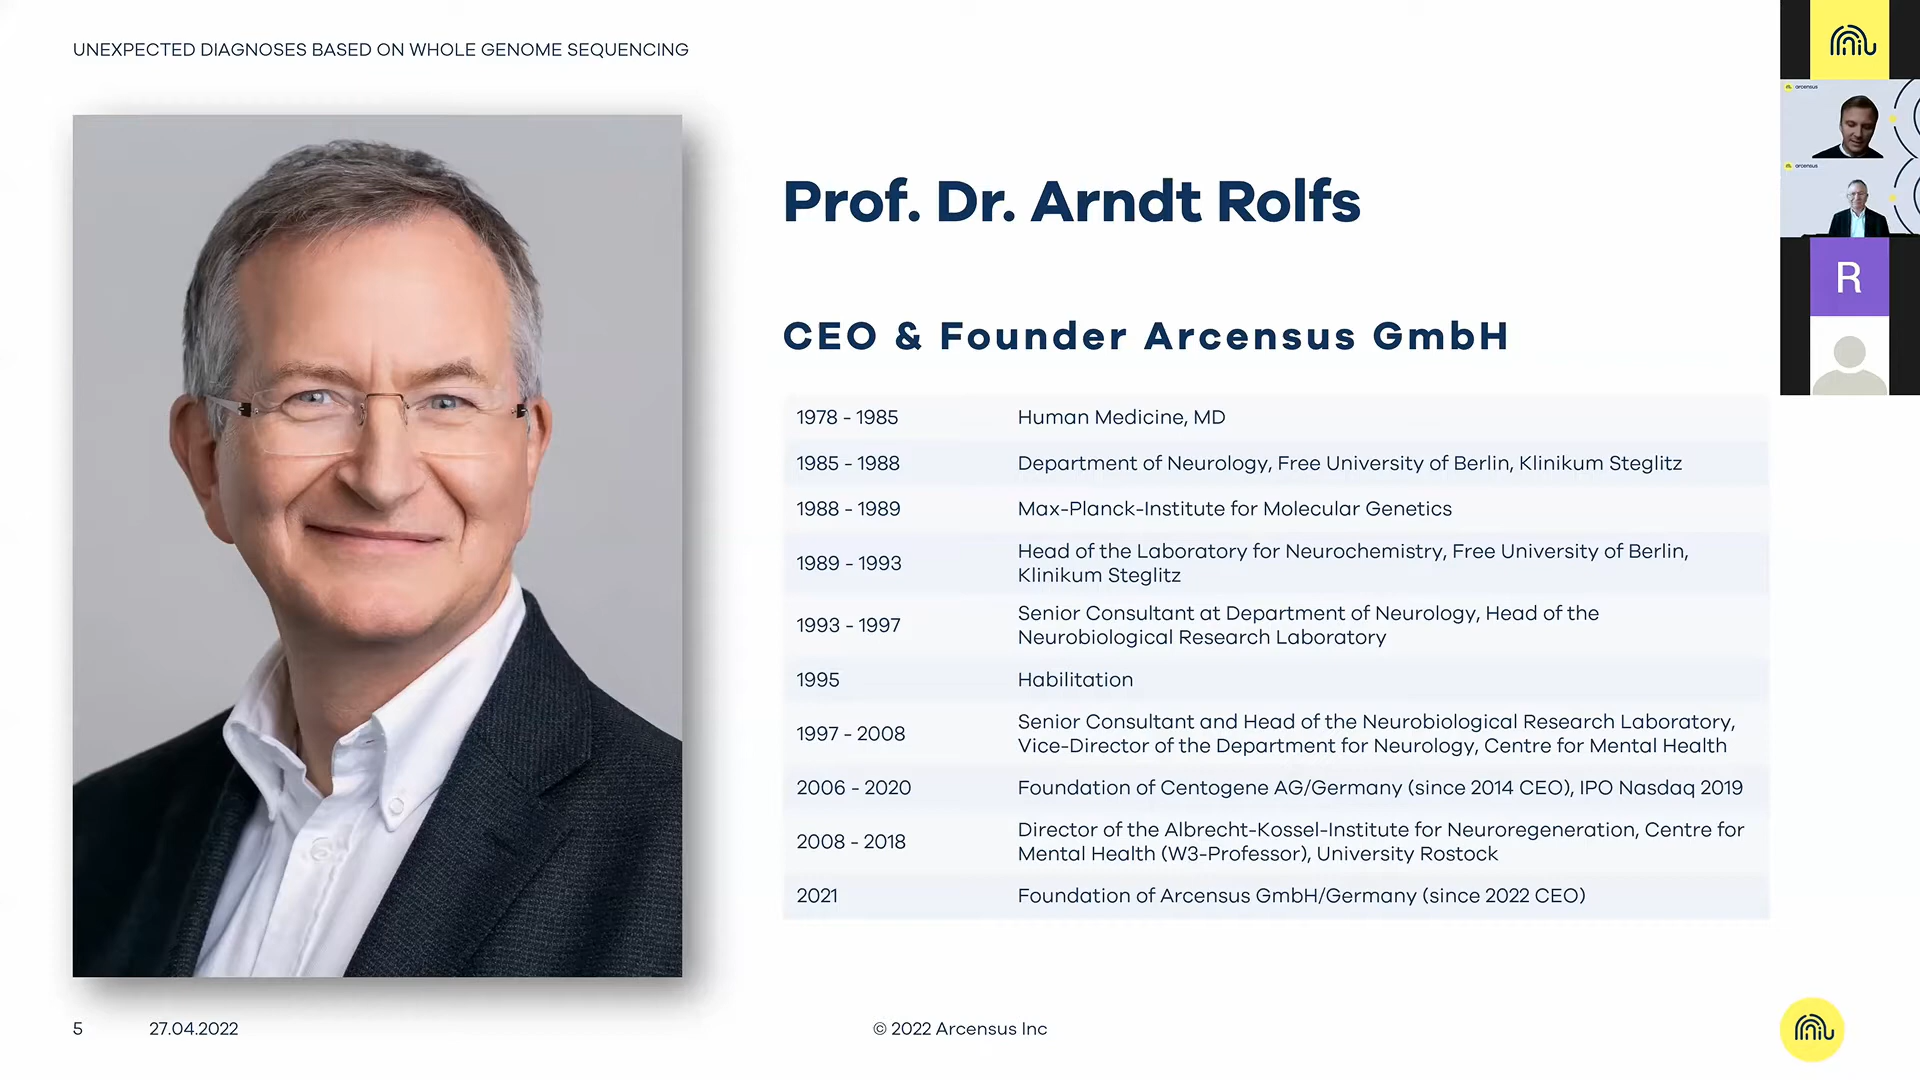 UNEXPECTED DIAGNOSES BASED ON WHOLE GENOME SEQUENCING
arcensus
arcensus
R
Prof. Dr. Arndt Rolfs
CEO & Founder Arcensus GmbH
1978 - 1985 Human Medicine, MD
1985 - 1988 Department of Neurology, Free University of Berlin, Klinikum Steglitz
1988 - 1989 Max-Planck-Institute for Molecular Genetics
1989 - 1993 Head of the Laboratory for Neurochemistry, Free University of Berlin,
Klinikum Steglitz
1993 - 1997 Senior Consultant at Department of Neurology, Head of the
Neurobiological Research Laboratory
1995 Habilitation
1997 - 2008 Senior Consultant and Head of the Neurobiological Research Laboratory,
Vice-Director of the Department for Neurology, Centre for Mental Health
2006 - 2020 Foundation of Centogene AG/Germany (since 2014 CEO), IPO Nasdaq 2019
2008 - 2018 Director of the Albrecht-Kossel-Institute for Neuroregeneration, Centre for
Mental Health (W3-Professor), University Rostock
2021 Foundation of Arcensus GmbH/Germany (since 2022 CEO)
5 27.04.2022 © 2022 Arcensus Inc